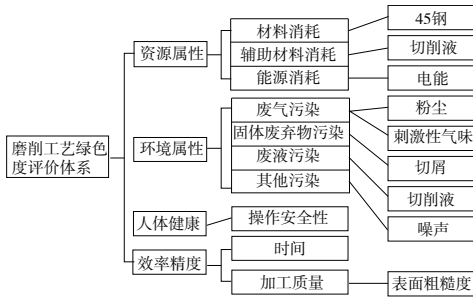 磨削工艺绿色
度评价体系
资源属性
材料消耗
45钢
辅助材料消耗
切削液
能源消耗
电能
环境属性
废气污染
粉尘
刺激性气味
固体废弃物污染
切屑
废液污染
切削液
其他污染
噪声
人体健康
操作安全性
效率精度
时间
加工质量
表面粗糙度